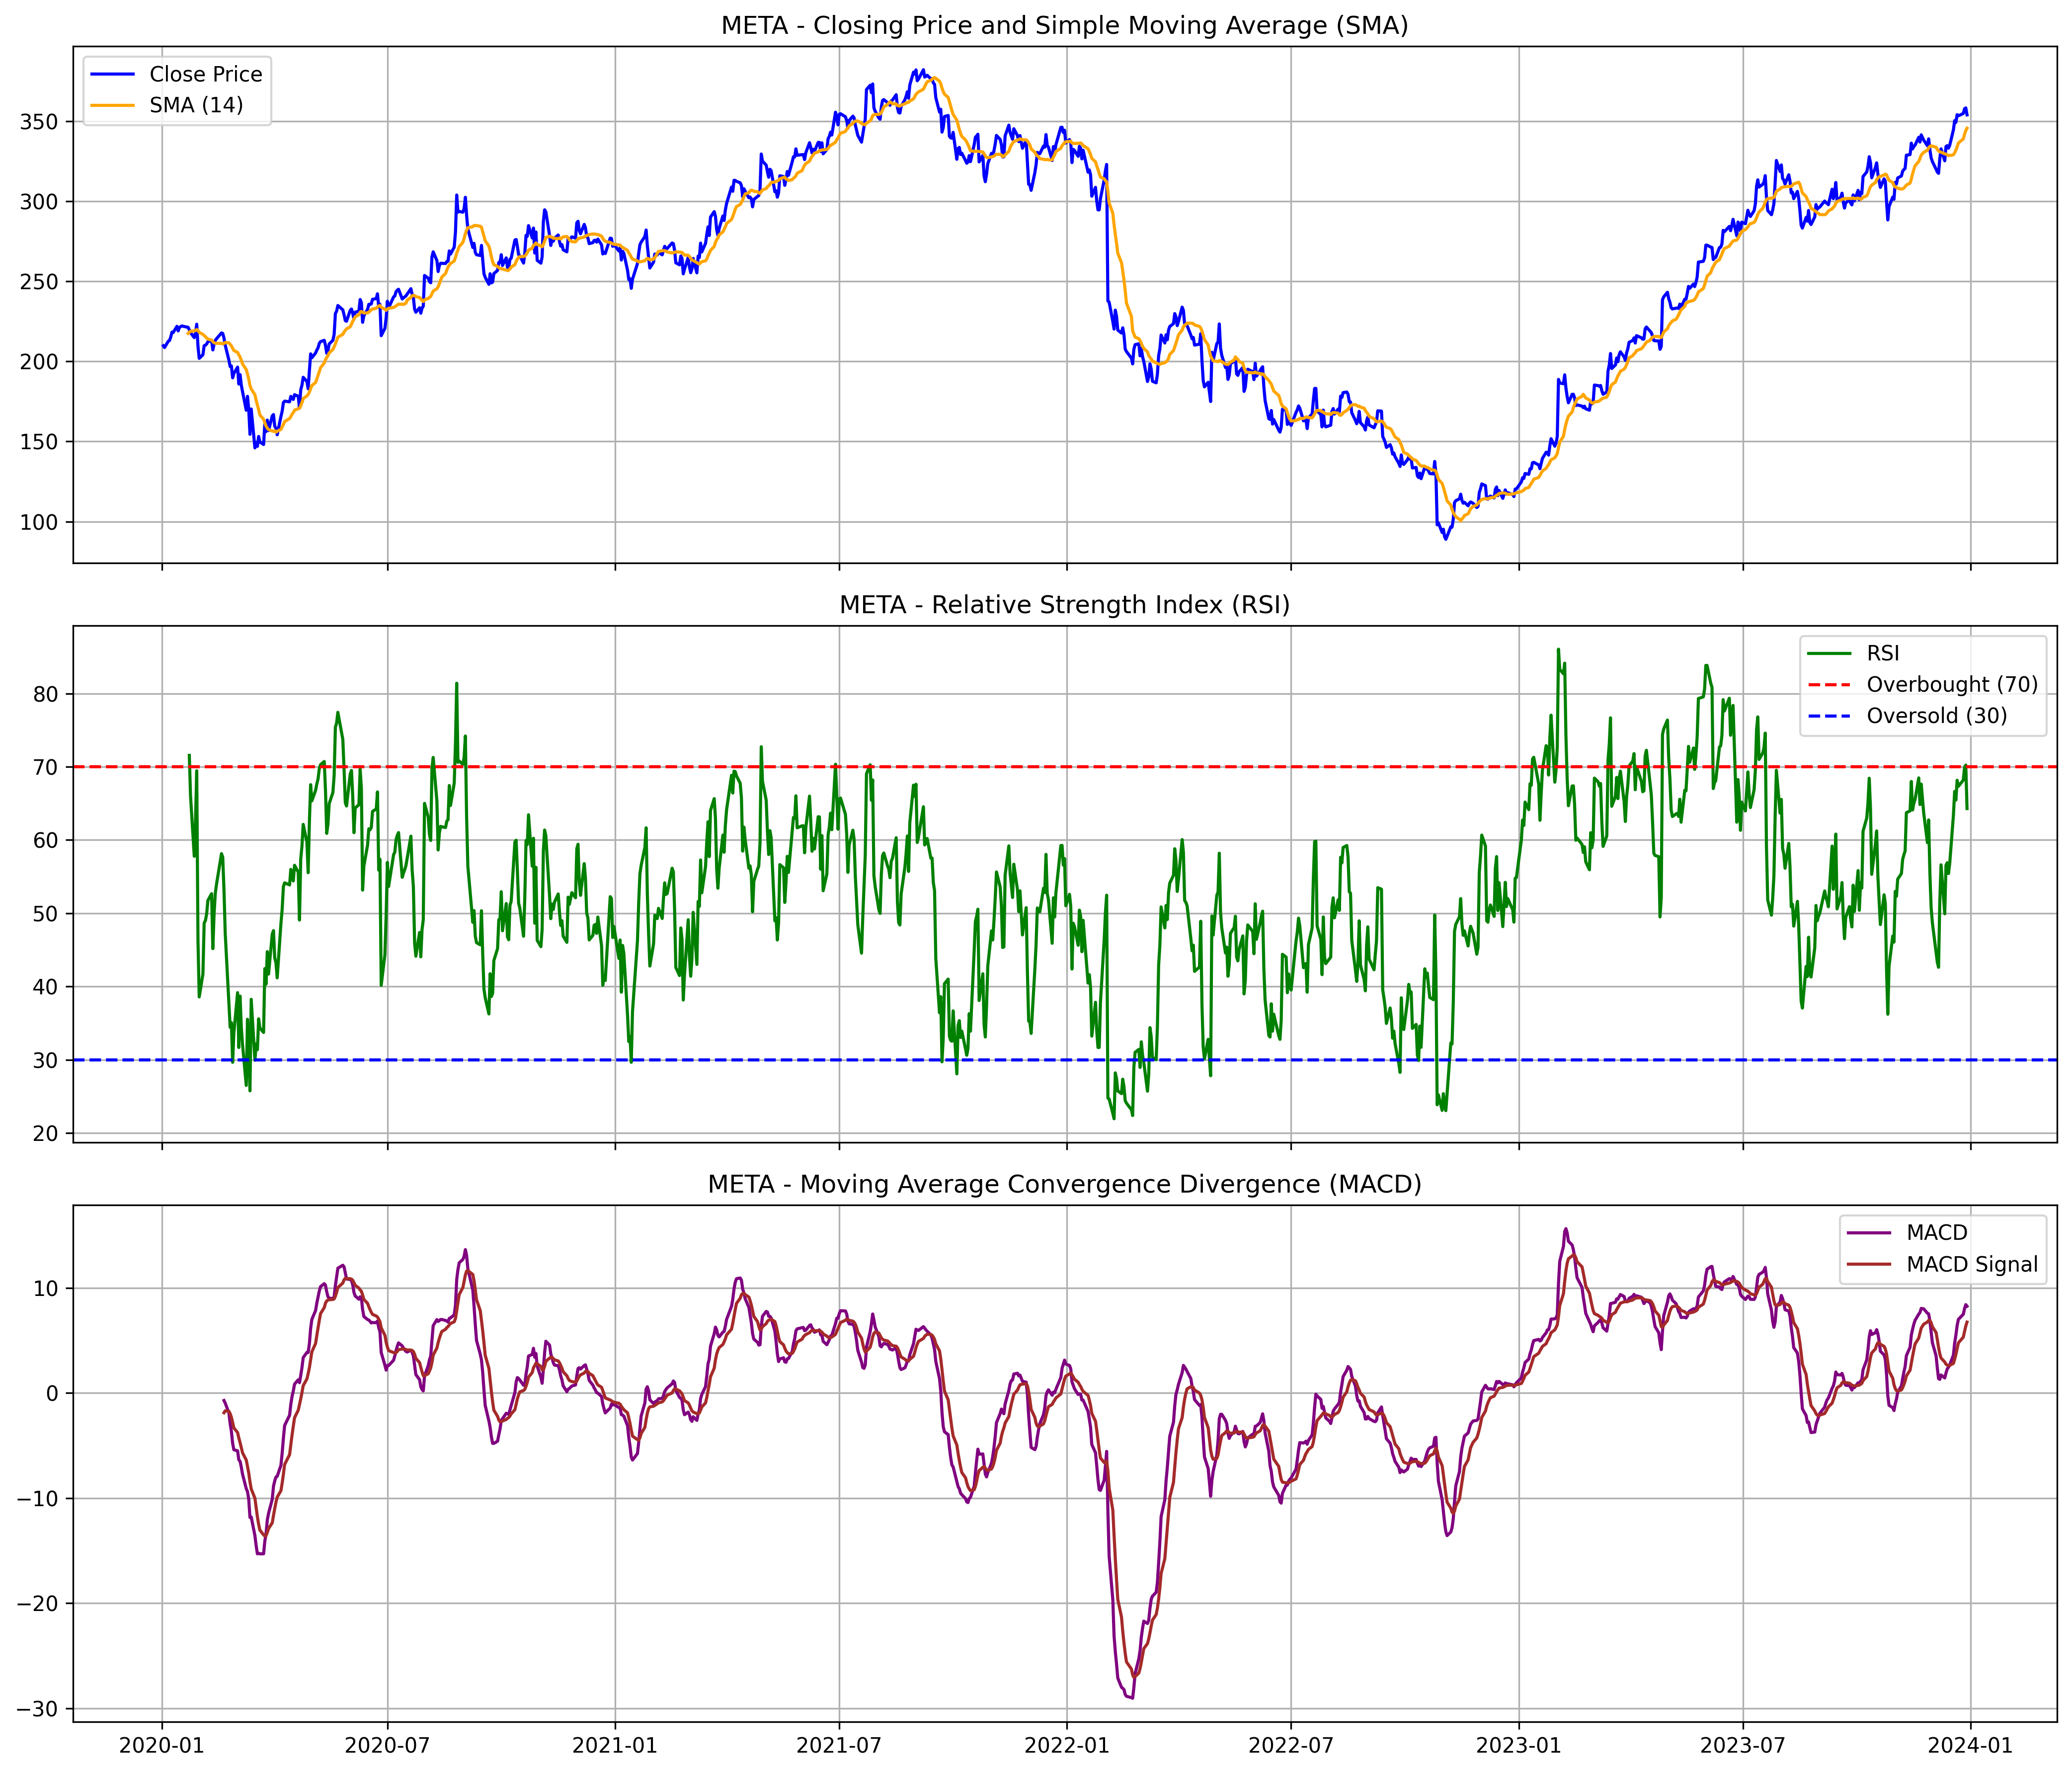 META - Closing Price and Simple Moving Average (SMA)
Close Price
SMA (14)
350
300
250
200
150
100
META - Relative Strength Index (RSI)
RSI
Overbought (70)
Oversold (30)
80
70
60
50
40
30
20
META - Moving Average Convergence Divergence (MACD)
MACD
MACD Signal
10
0
−10
−20
−30
2020-01 2020-07 2021-01 2021-07 2022-01 2022-07 2023-01 2023-07 2024-01